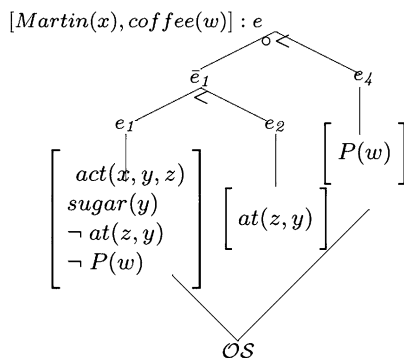 [Martin(x), coffee(w)] : e
∘<
ē₁
e₄
<
e₁
e₂
P(w)
act(x, y, z)
sugar(y)
¬ at(z, y)
¬ P(w)
at(z, y)
OS